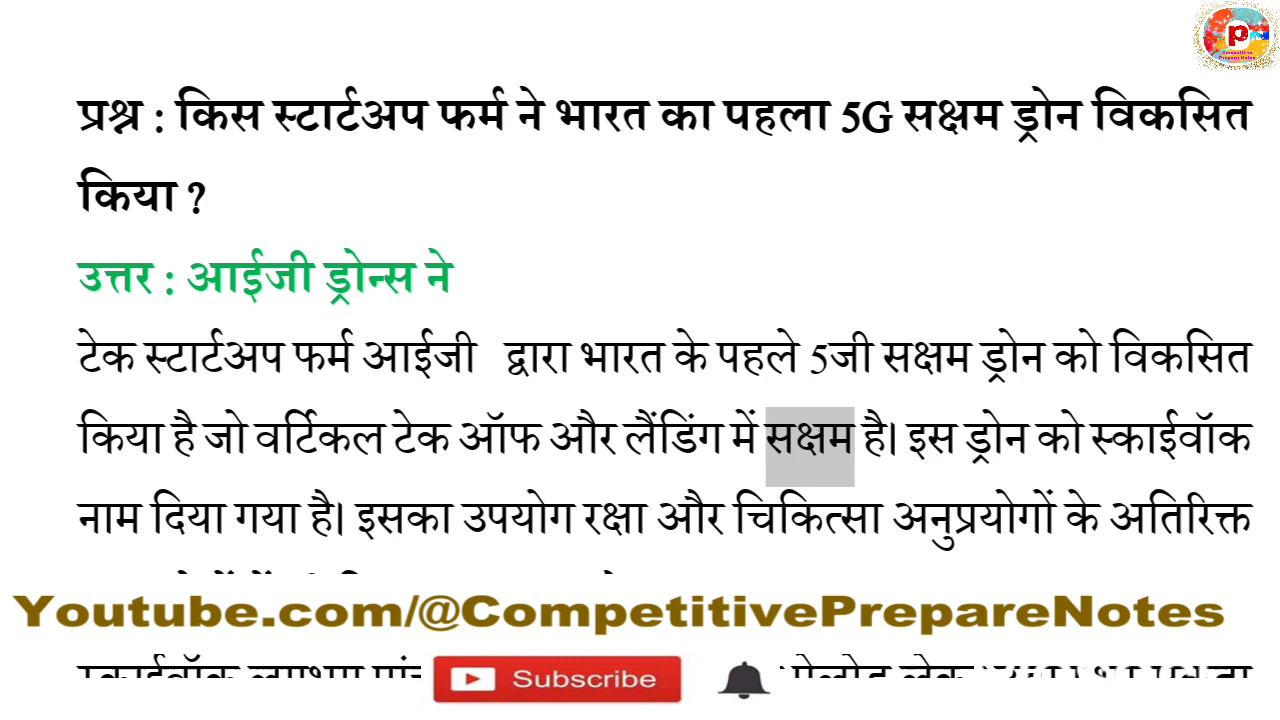 प्रश्न : किस स्टार्टअप फर्म ने भारत का पहला 5G सक्षम ड्रोन विकसित
किया ?
उत्तर : आईजी ड्रोन्स ने
टेक स्टार्टअप फर्म आईजी द्वारा भारत के पहले 5जी सक्षम ड्रोन को विकसित
किया है जो वर्टिकल टेक ऑफ और लैंडिंग में सक्षम है। इस ड्रोन को स्काईवॉक
नाम दिया गया है। इसका उपयोग रक्षा और चिकित्सा अनुप्रयोगों के अतिरिक्त
Youtube.com/@CompetitivePrepareNotes
स्काईवॉक लगभग पांच
Subscribe